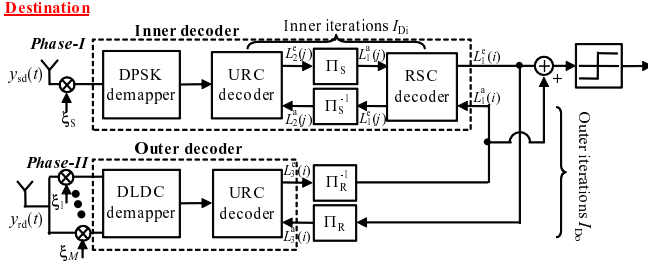 Destination
Inner decoder
Inner iterations I_Di
Phase-I
y_sd(t)
ξ_S
DPSK
demapper
URC
decoder
L_2^e(j)
Π_S
L_1^a(j)
L_2^a(j)
Π_S^-1
L_1^e(j)
RSC
decoder
L_1^e(i)
L_1^a(i)
+
+
Outer iterations I_Do
Phase-II
Outer decoder
y_rd(t)
ξ_1
ξ_M
DLDC
demapper
URC
decoder
L_3^e(i)
Π_R^-1
L_3^a(i)
Π_R